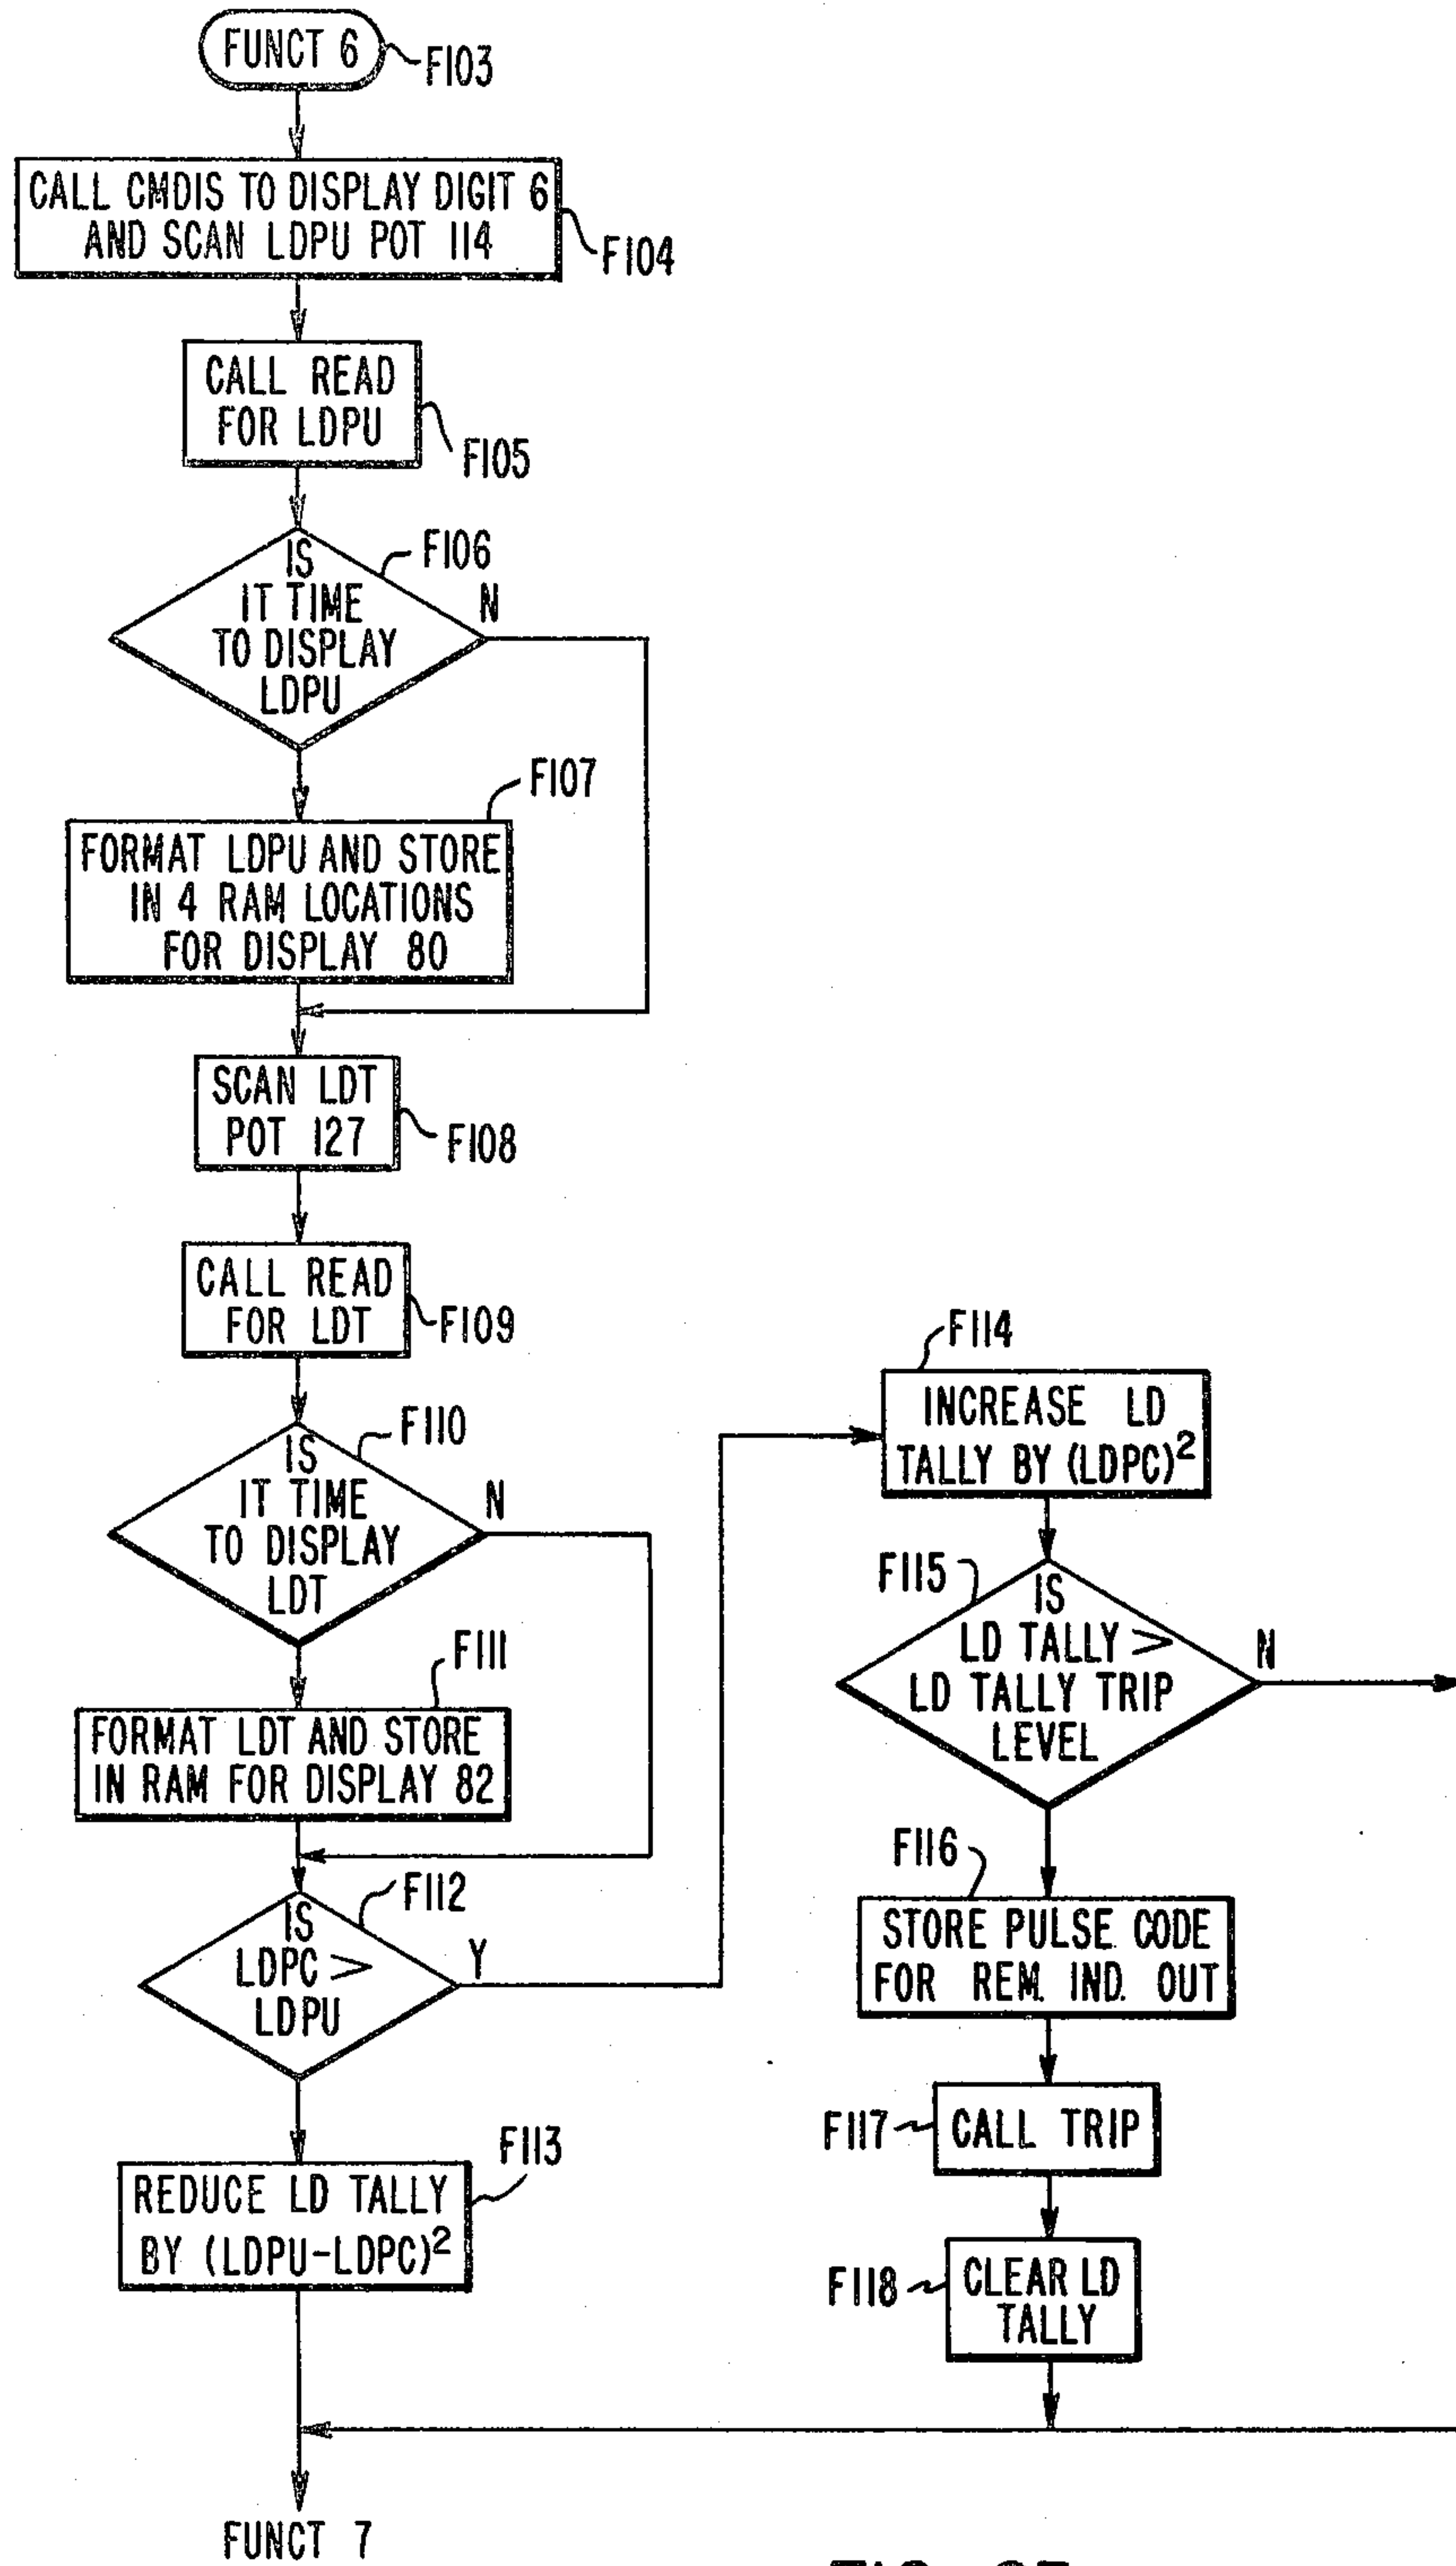 FUNCT 6
F103
CALL CMDIS TO DISPLAY DIGIT 6
AND SCAN LDPU POT 114
F104
CALL READ
FOR LDPU
F105
IS
IT TIME
TO DISPLAY
LDPU
F106
N
F107
FORMAT LDPU AND STORE
IN 4 RAM LOCATIONS
FOR DISPLAY 80
SCAN LDT
POT 127
F108
CALL READ
FOR LDT
F109
IS
IT TIME
TO DISPLAY
LDT
F110
N
F111
FORMAT LDT AND STORE
IN RAM FOR DISPLAY 82
IS
LDPC >
LDPU
F112
Y
F113
REDUCE LD TALLY
BY (LDPU-LDPC)²
F114
INCREASE LD
TALLY BY (LDPC)²
F115
IS
LD TALLY >
LD TALLY TRIP
LEVEL
N
F116
STORE PULSE CODE
FOR REM. IND. OUT
F117
CALL TRIP
F118
CLEAR LD
TALLY
FUNCT 7